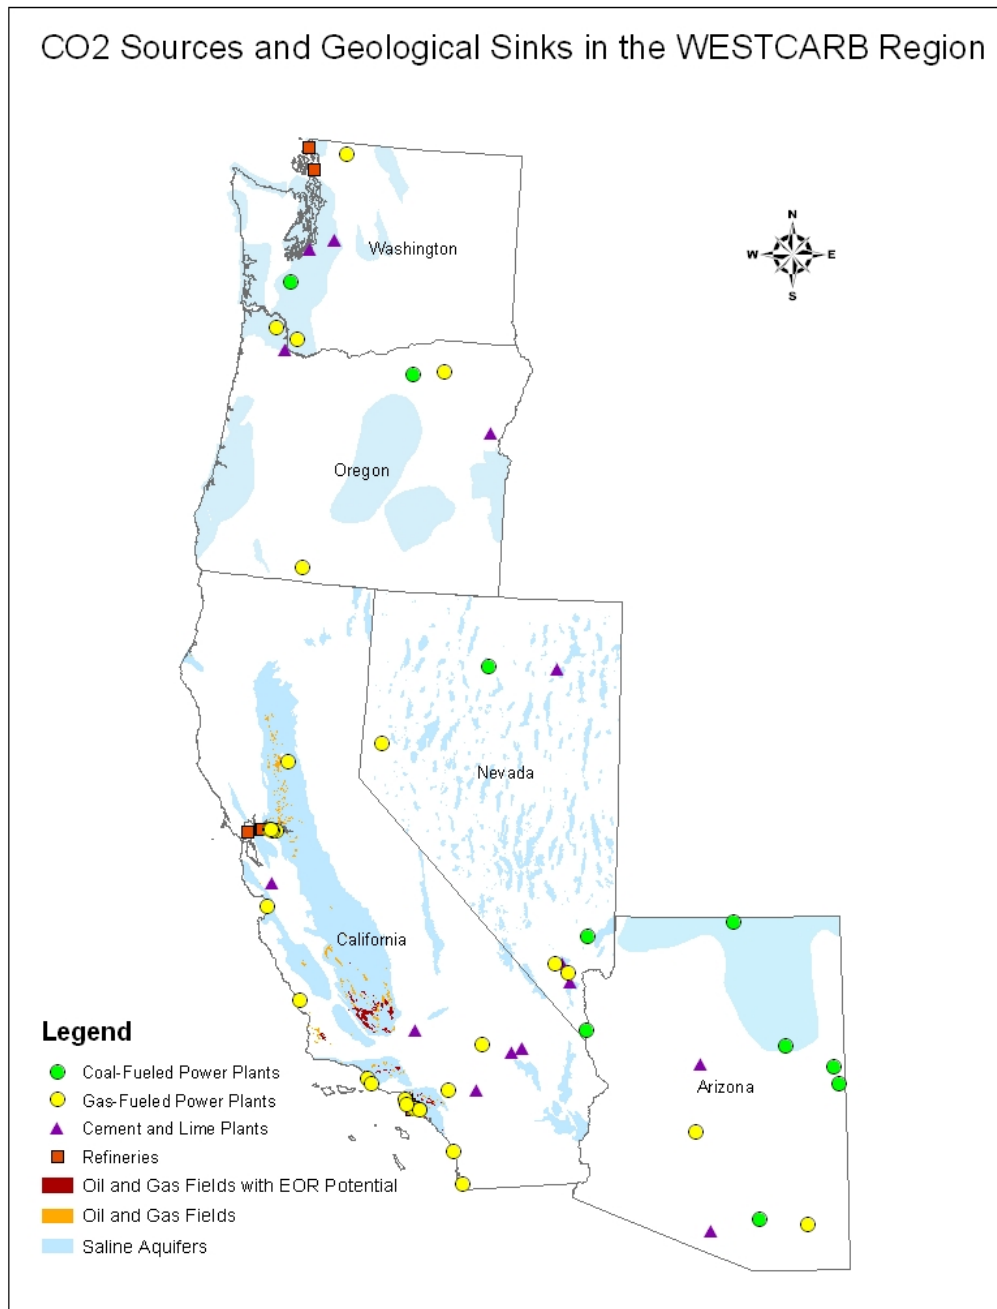 CO2 Sources and Geological Sinks in the WESTCARB Region
N
W E
S
Washington
Oregon
Nevada
California
Arizona
Legend
Coal-Fueled Power Plants
Gas-Fueled Power Plants
Cement and Lime Plants
Refineries
Oil and Gas Fields with EOR Potential
Oil and Gas Fields
Saline Aquifers